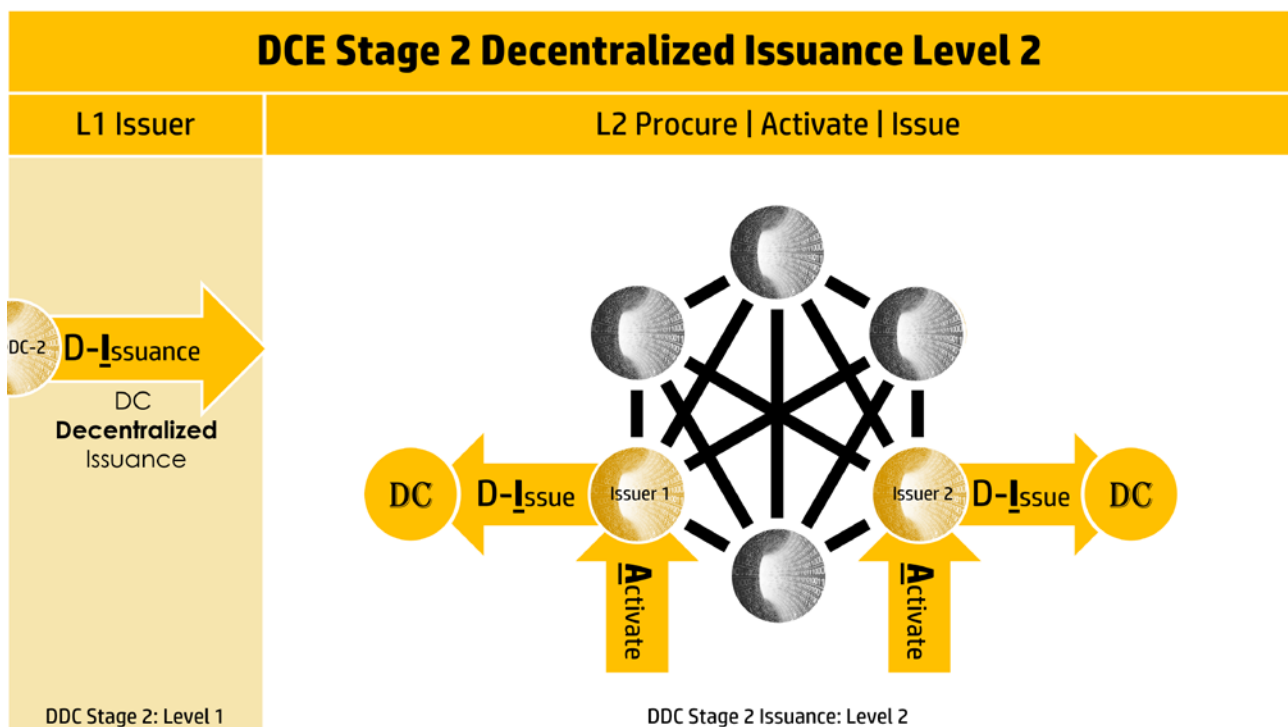 DCE Stage 2 Decentralized Issuance Level 2
L1 Issuer
L2 Procure | Activate | Issue
DC-2
D-Issuance
DC
Decentralized
Issuance
DC
D-Issue
Issuer 1
Issuer 2
D-Issue
DC
Activate
Activate
DDC Stage 2: Level 1
DDC Stage 2 Issuance: Level 2